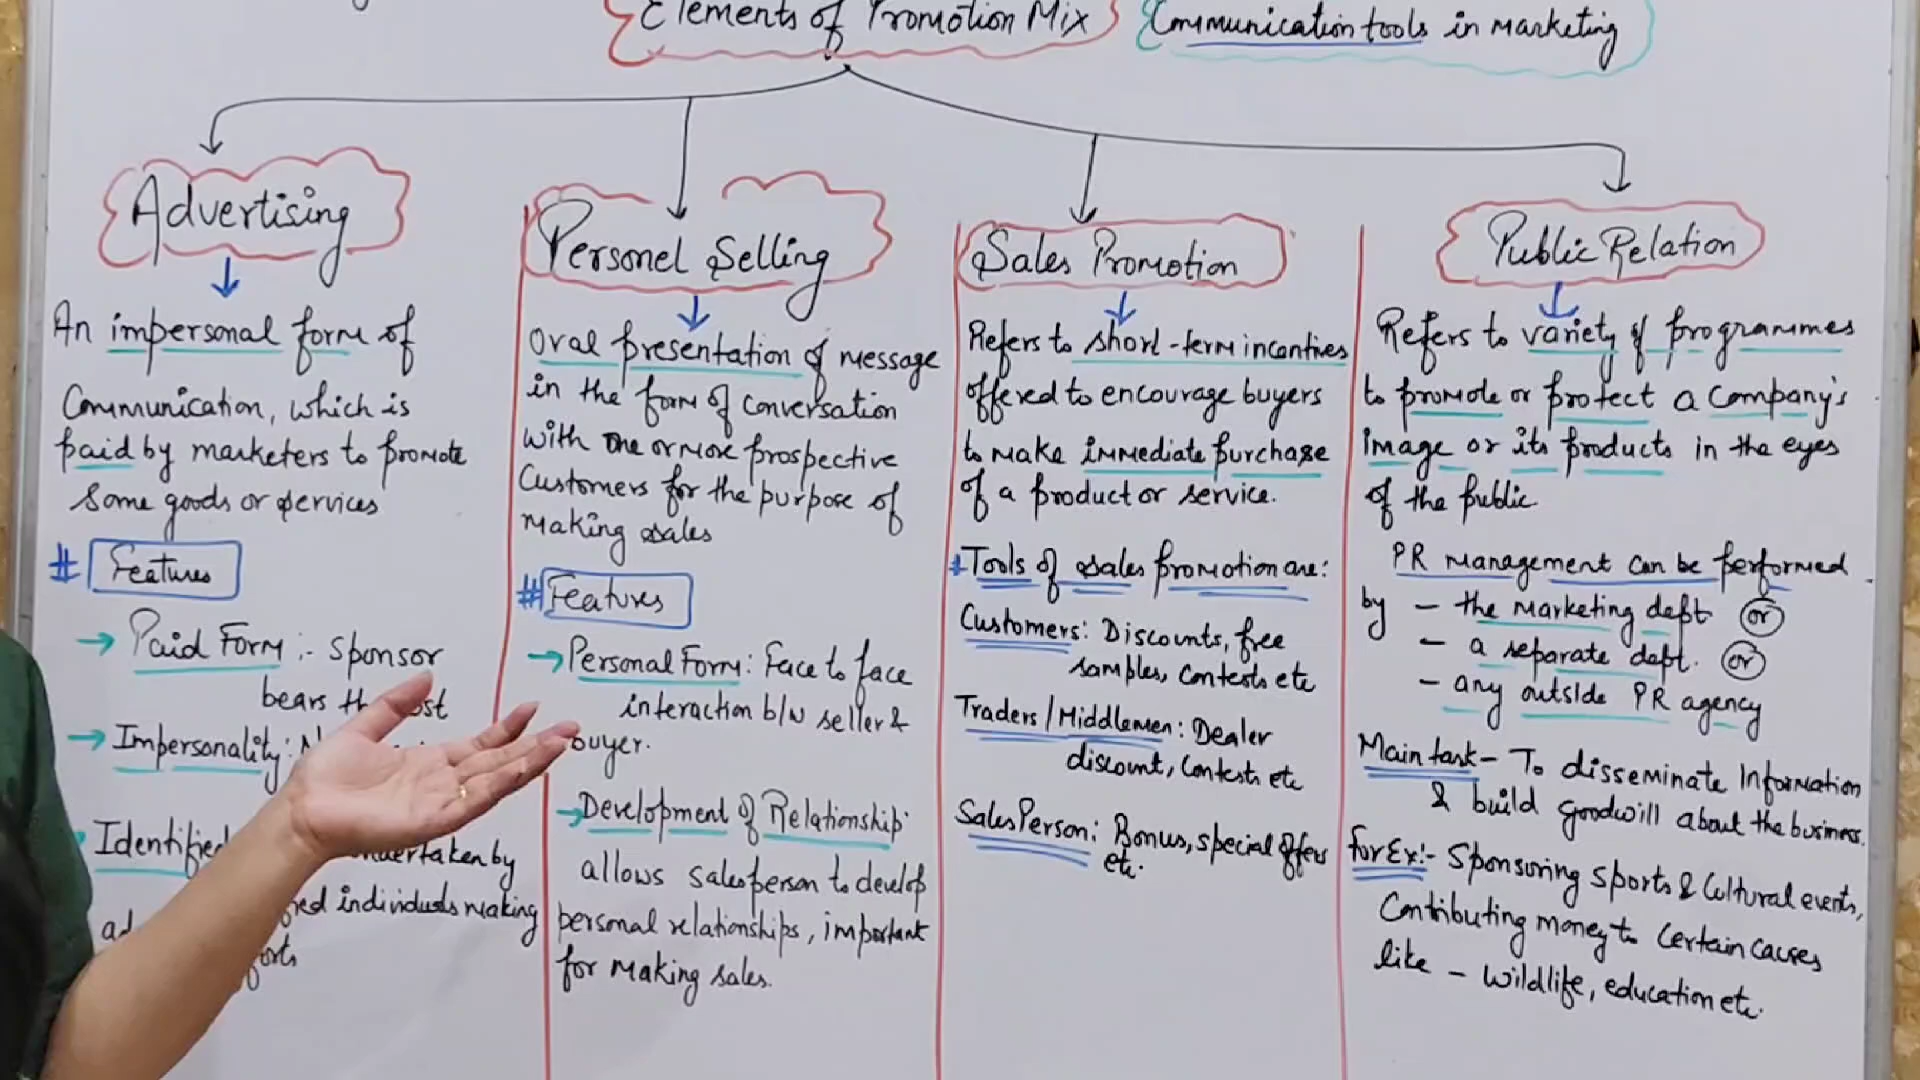 Elements of Promotion Mix
Communication tools in marketing
Advertising
An impersonal form of
Communication, which is
paid by marketers to promote
Some goods or services
# Features
→ Paid Form :- Sponsor
bears the cost
→ Impersonality:
Identified
undertaken by
individuals making
Personel Selling
Oral presentation of message
in the form of conversation
with one or more prospective
Customers for the purpose of
making sales
# Features
→ Personal Form: Face to face
interaction b/w seller &
buyer.
→ Development of Relationship:
allows salesperson to develop
personal relationships, important
for making sales.
Sales Promotion
Refers to short-term incentives
offered to encourage buyers
to make immediate purchase
of a product or service.
# Tools of sales promotion are:
Customers: Discounts, free
samples, Contests etc
Traders/Middlemen: Dealer
discount, Contests etc
Sales Person: Bonus, special offers
etc.
Public Relation
Refers to variety of programmes
to promote or protect a Company's
image or its products in the eyes
of the public.
PR management can be performed
by - the marketing dept or
- a separate dept. or
- any outside PR agency
Main task - To disseminate Information
& build goodwill about the business.
for Ex:- Sponsoring sports & Cultural events,
Contributing money to certain causes
like - Wildlife, education etc.